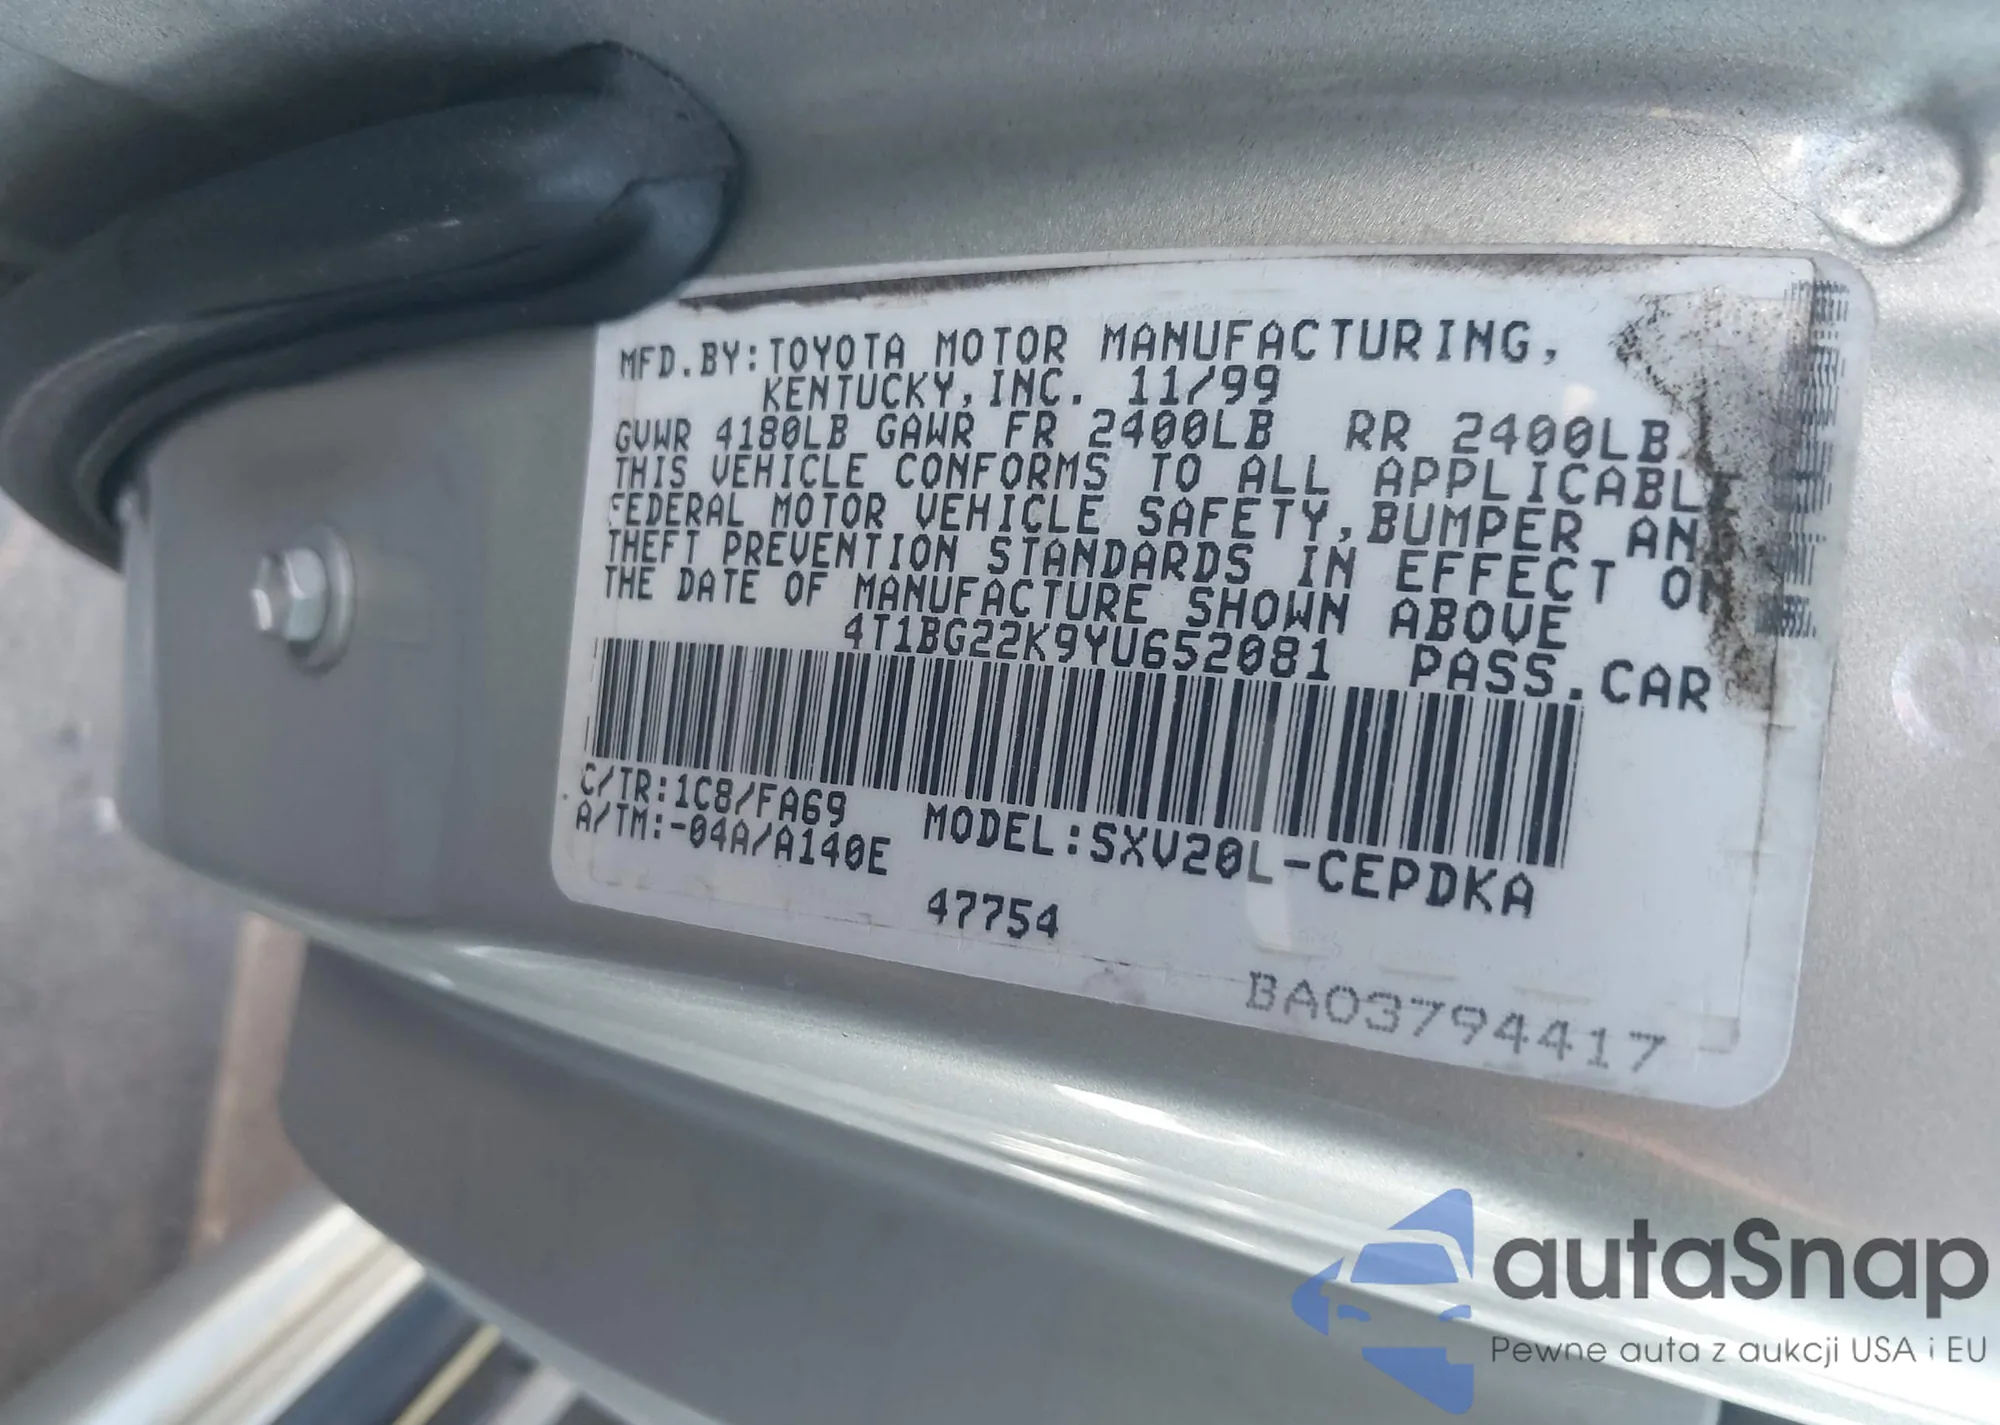 MFD.BY:TOYOTA MOTOR MANUFACTURING,
KENTUCKY,INC. 11/99
GVWR 4180LB GAWR FR 2400LB RR 2400LB
THIS VEHICLE CONFORMS TO ALL APPLICABL
FEDERAL MOTOR VEHICLE SAFETY,BUMPER AN
THEFT PREVENTION STANDARDS IN EFFECT ON
THE DATE OF MANUFACTURE SHOWN ABOVE
4T1BG22K9YU652081 PASS.CAR
C/TR:1C8/FA69
A/TM:-04A/A140E MODEL:SXV20L-CEPDKA
47754
BA03794417
autaSnap
Pewne auta z aukcji USA i EU